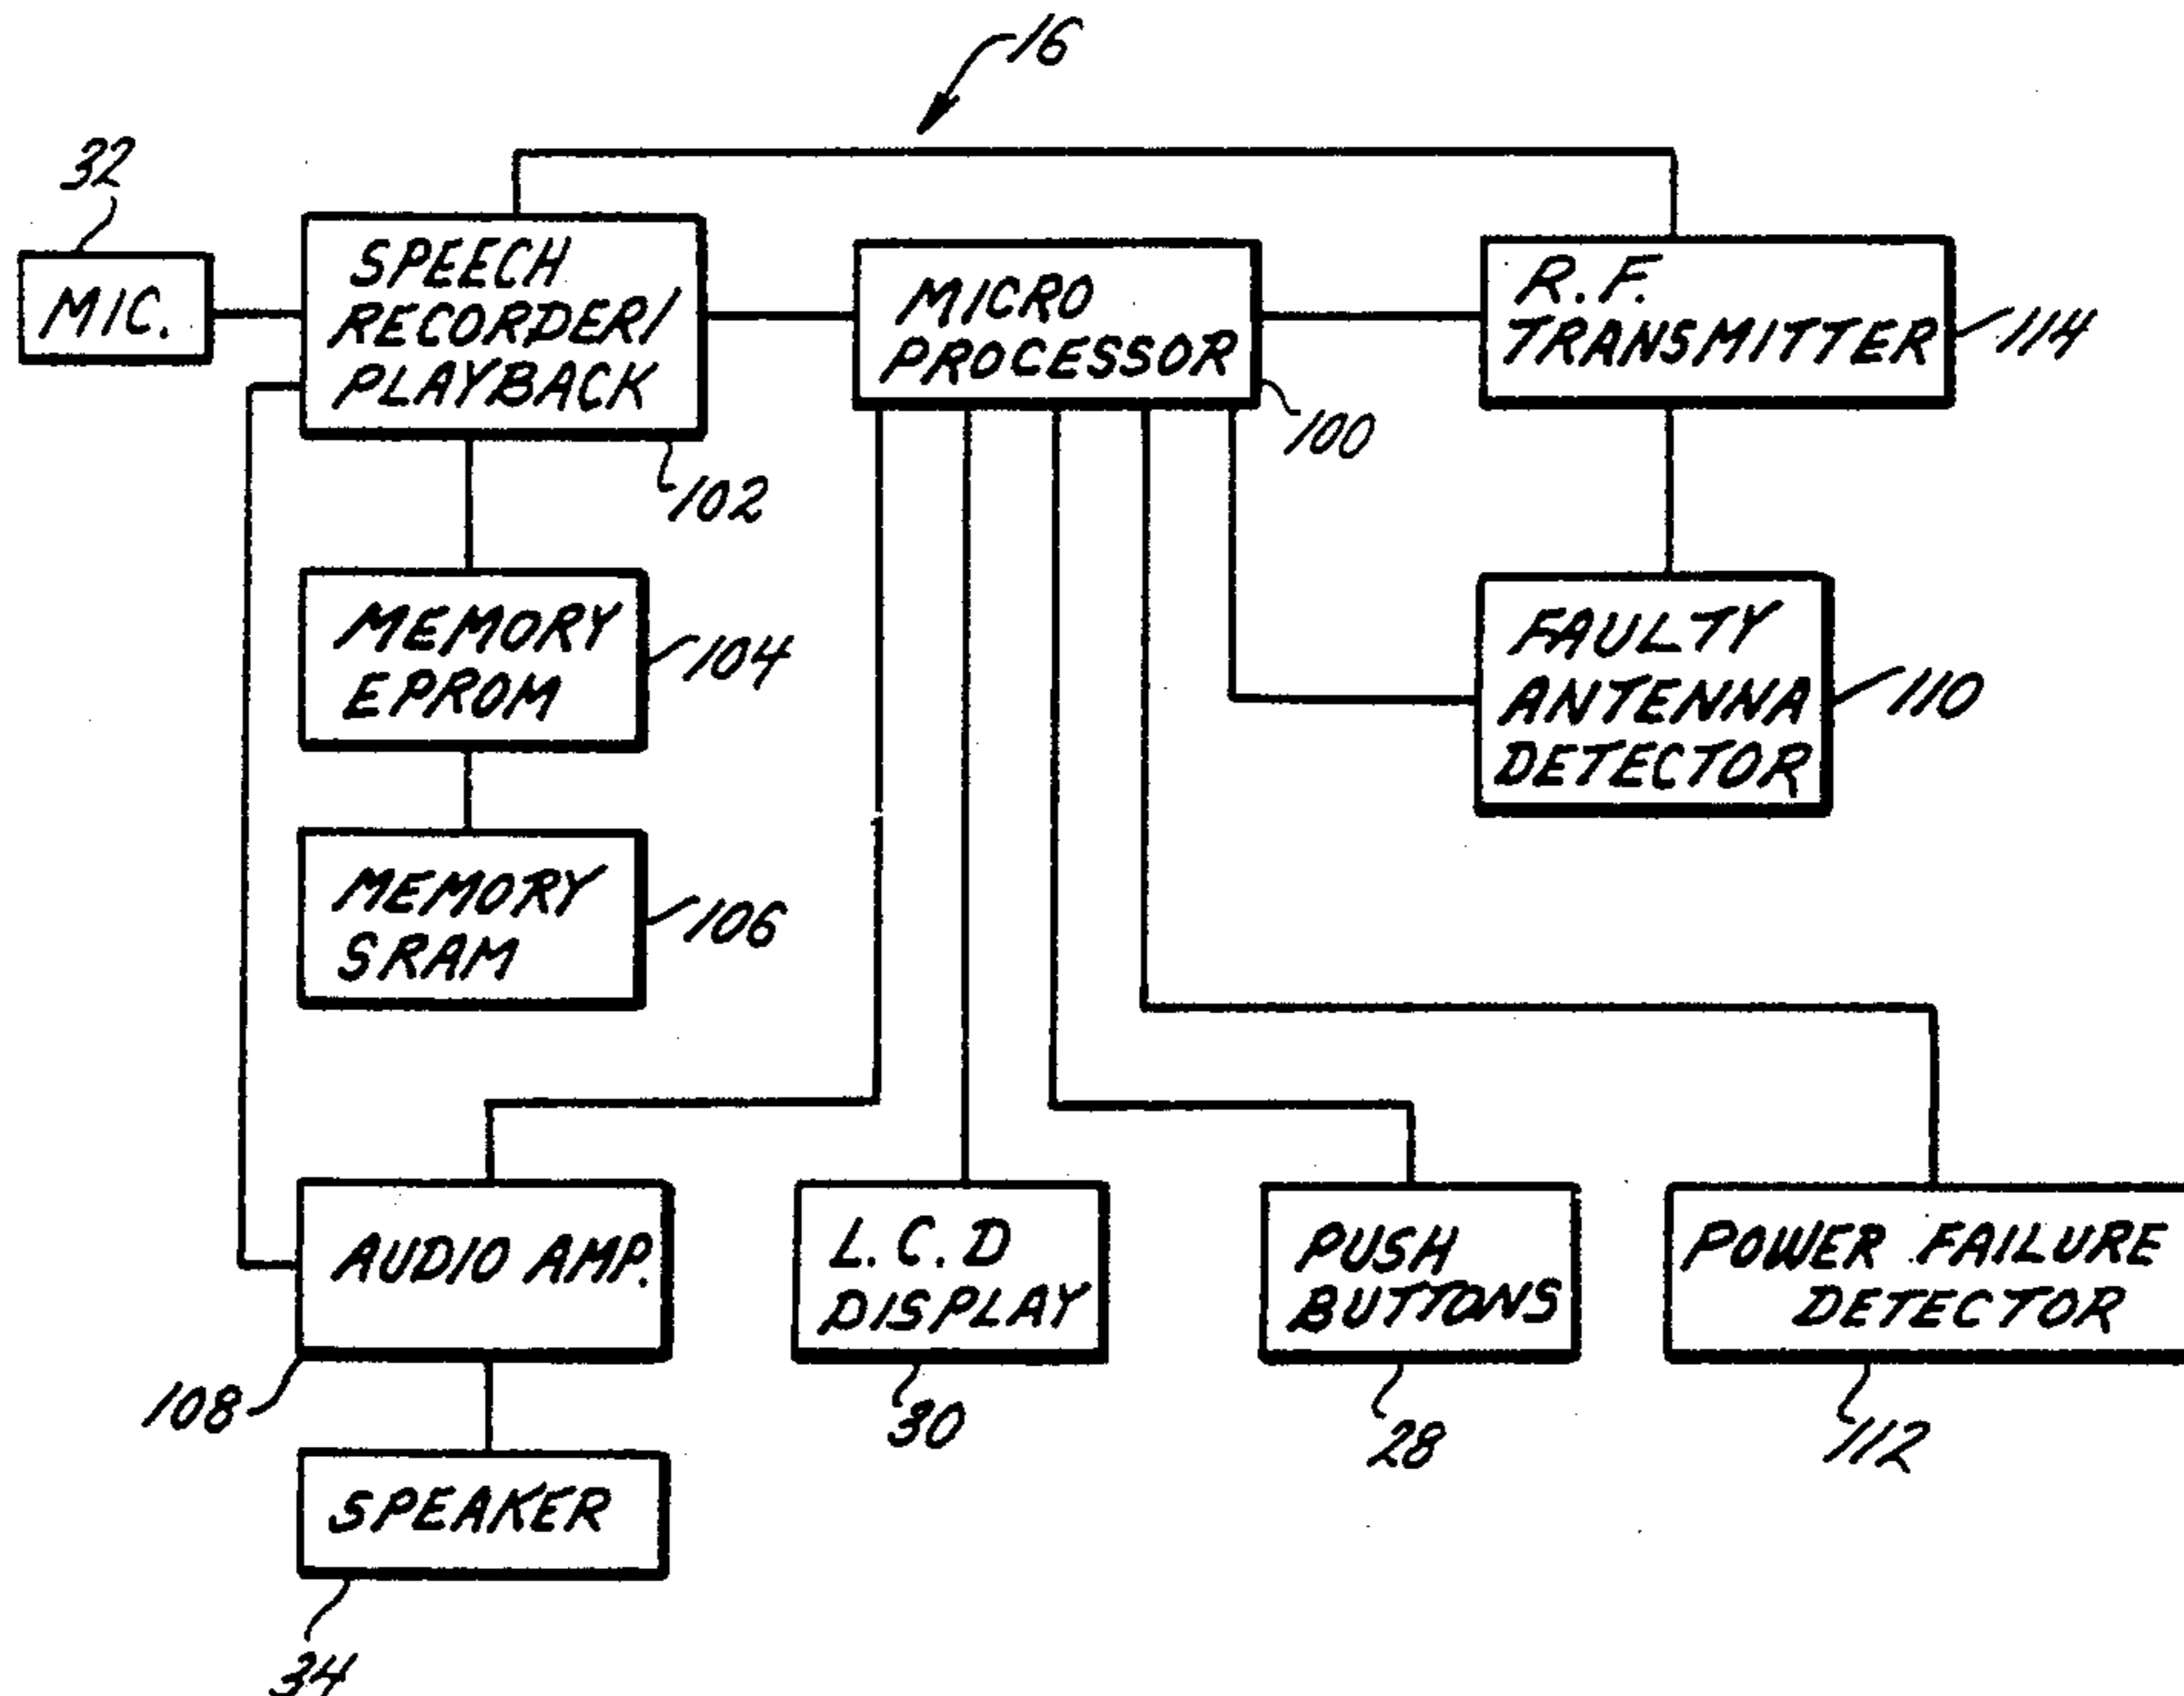 16
32
MIC.
SPEECH
RECORDER/
PLAYBACK
102
MICRO
PROCESSOR
100
R.F.
TRANSMITTER
114
MEMORY
EPROM
104
FAULTY
ANTENNA
DETECTOR
110
MEMORY
SRAM
106
AUDIO AMP.
108
L.C.D
DISPLAY
30
PUSH
BUTTONS
28
POWER FAILURE
DETECTOR
112
SPEAKER
34